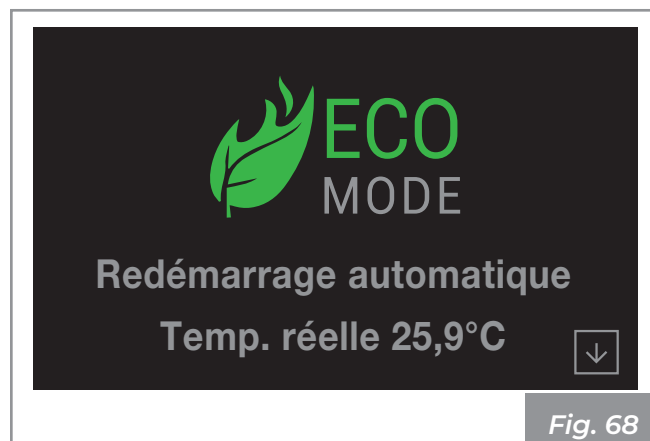 ECO
MODE
Redémarrage automatique
Temp. réelle 25,9°C
Fig. 68